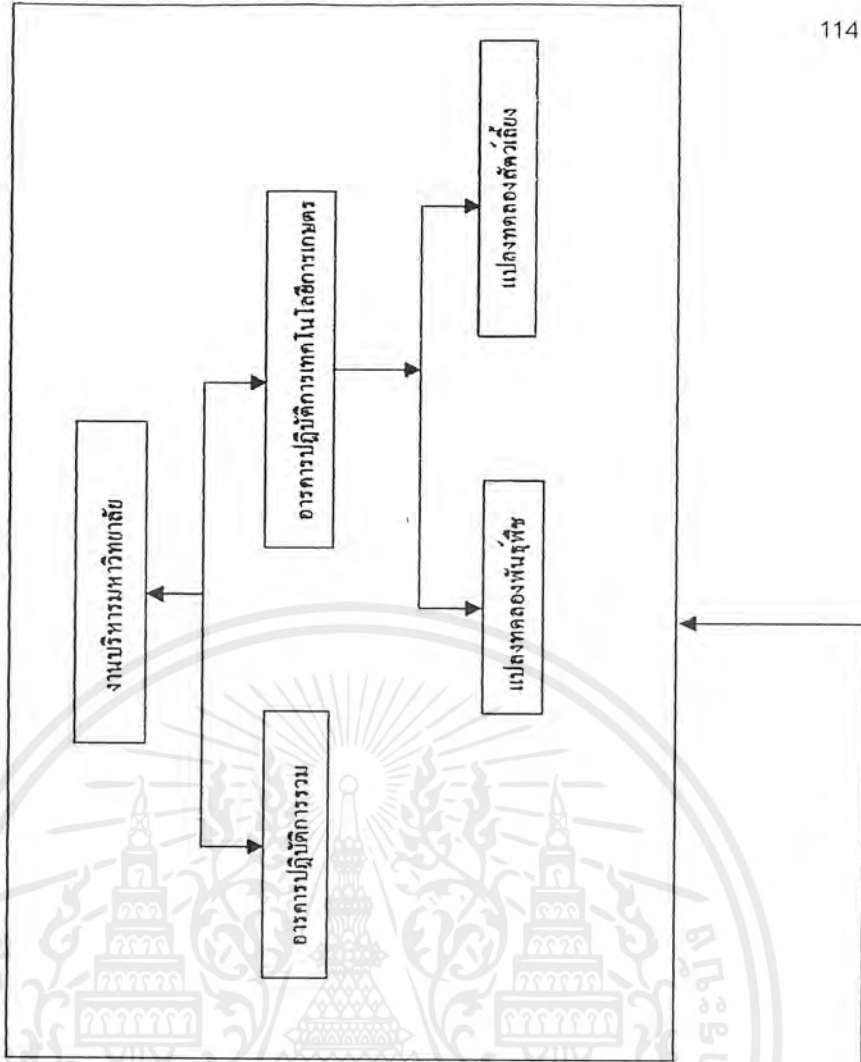 114
งานบริหารมหาวิทยาลัย
อารการปฏิบัติการรวม
อารการปฏิบัติการเทคโนโลยีการเกษตร
แปลงทดลองพันธุ์พืช
แปลงทดลองสัตว์เลี้ยง